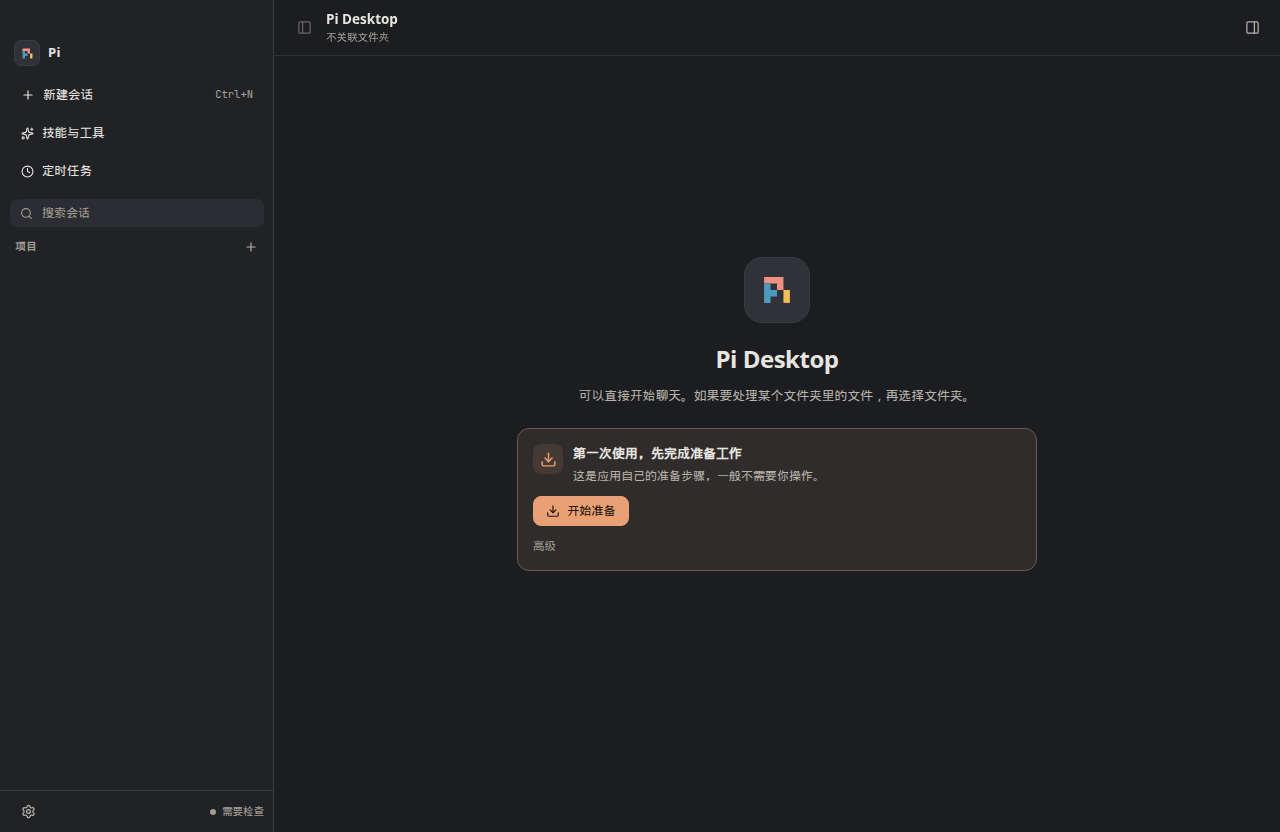 Pi
新建会话 Ctrl+N
技能与工具
定时任务
搜索会话
项目
需要检查
Pi Desktop
不关联文件夹
Pi Desktop
可以直接开始聊天。如果要处理某个文件夹里的文件，再选择文件夹。
第一次使用，先完成准备工作
这是应用自己的准备步骤，一般不需要你操作。
开始准备
高级